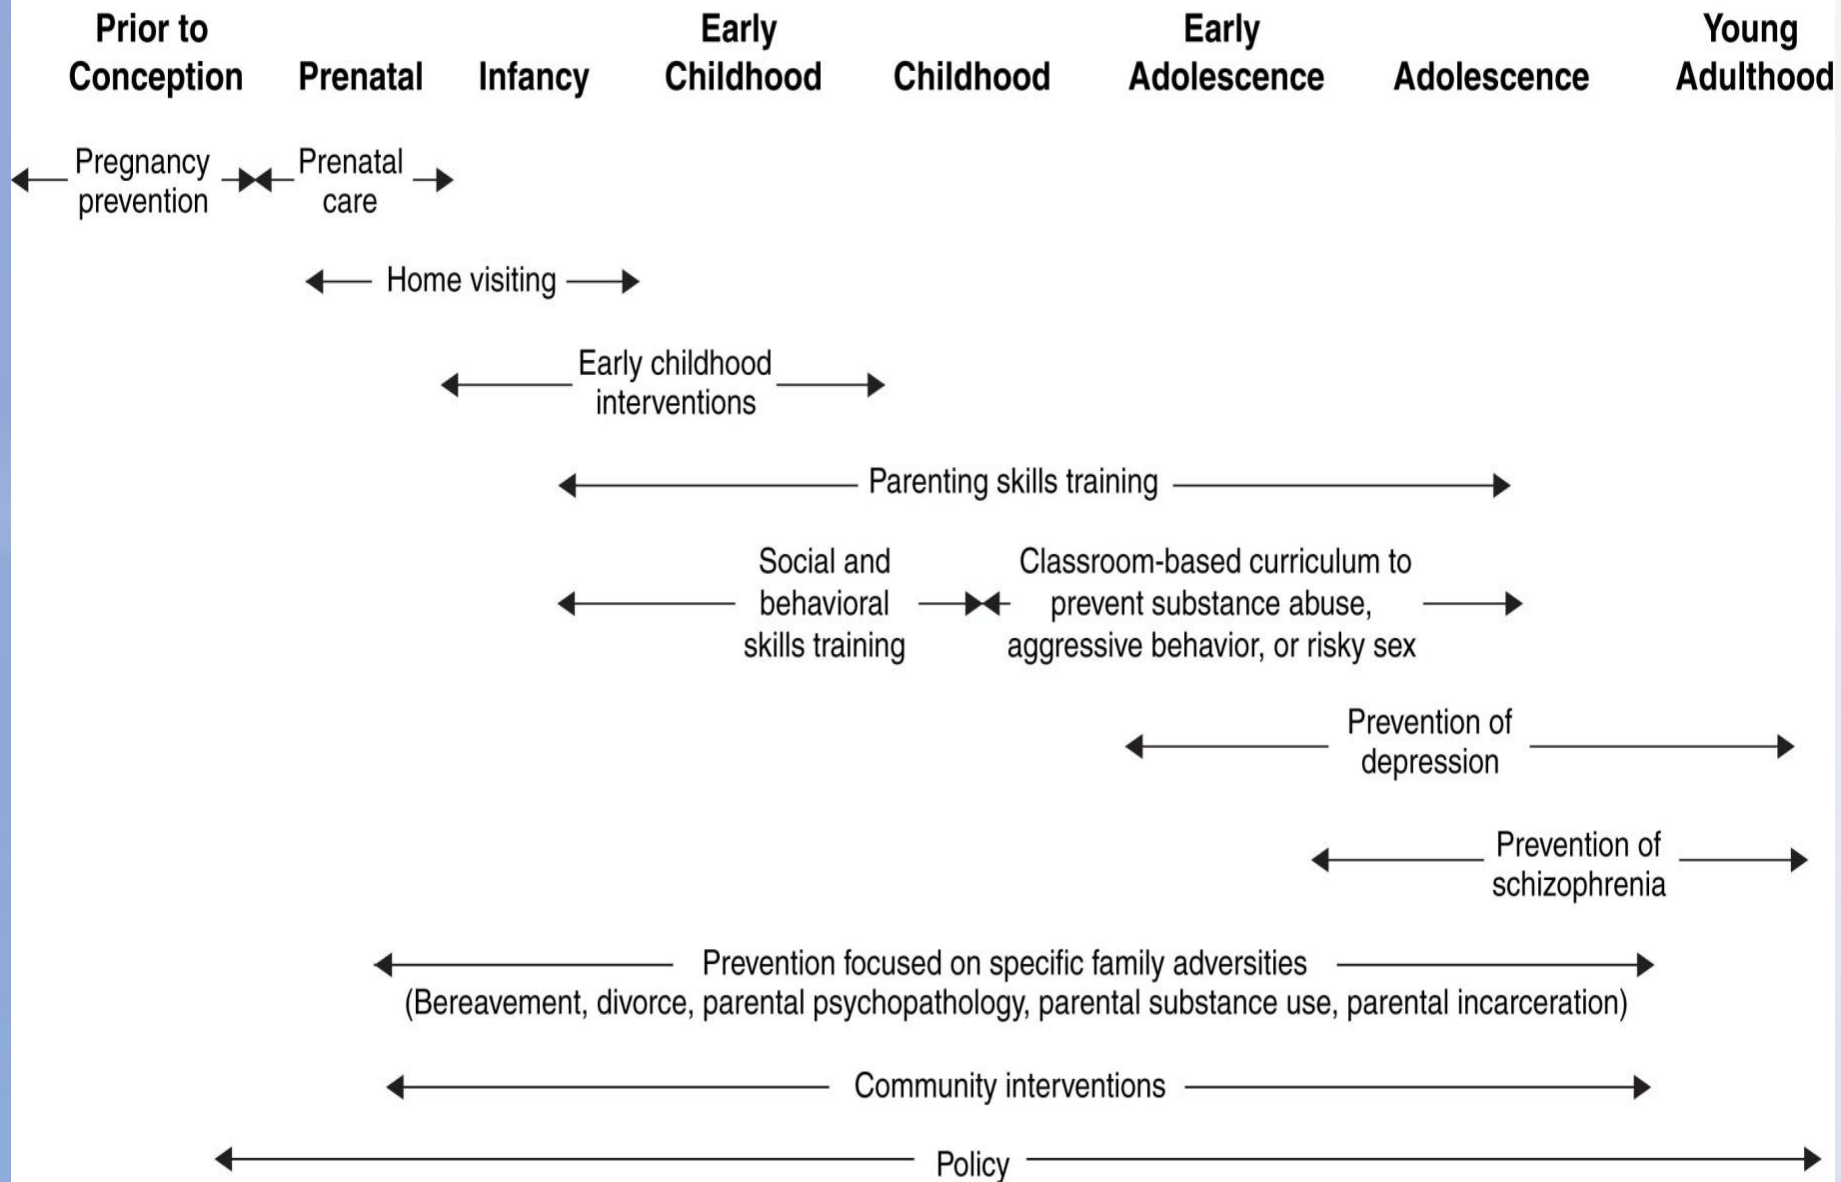 Prior to
Conception
Prenatal
Infancy
Early
Childhood
Childhood
Early
Adolescence
Adolescence
Young
Adulthood
Pregnancy
prevention
Prenatal
care
Home visiting
Early childhood
interventions
Parenting skills training
Social and
behavioral
skills training
Classroom-based curriculum to
prevent substance abuse,
aggressive behavior, or risky sex
Prevention of
depression
Prevention of
schizophrenia
Prevention focused on specific family adversities
(Bereavement, divorce, parental psychopathology, parental substance use, parental incarceration)
Community interventions
Policy